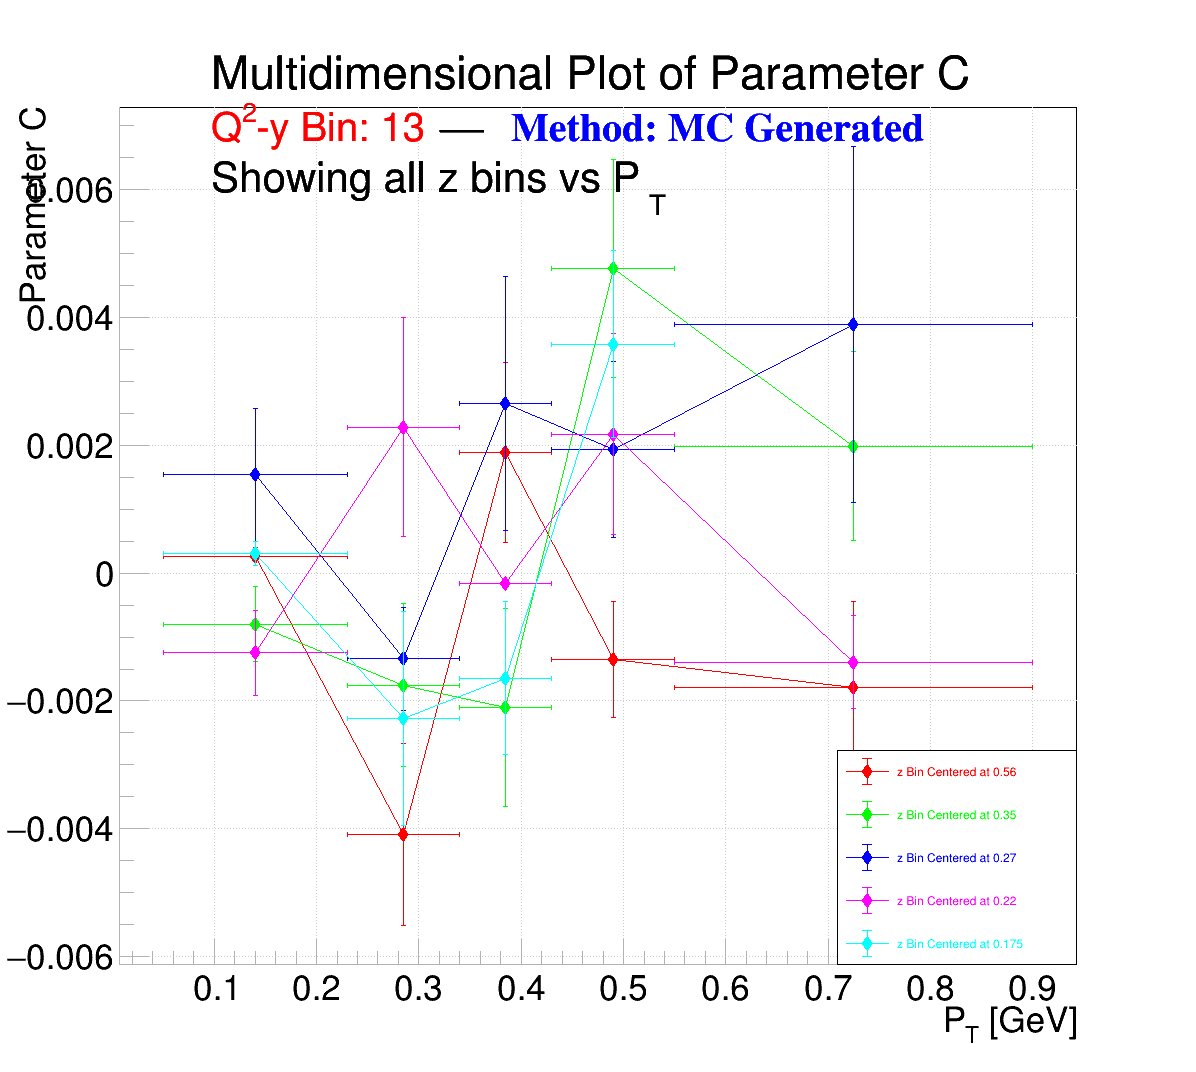 Multidimensional Plot of Parameter C
Q²-y Bin: 13 — Method: MC Generated
Showing all z bins vs P_T
Parameter C
0.006
0.004
0.002
0
−0.002
−0.004
−0.006
z Bin Centered at 0.56
z Bin Centered at 0.35
z Bin Centered at 0.27
z Bin Centered at 0.22
z Bin Centered at 0.175
0.1 0.2 0.3 0.4 0.5 0.6 0.7 0.8 0.9
P_T [GeV]